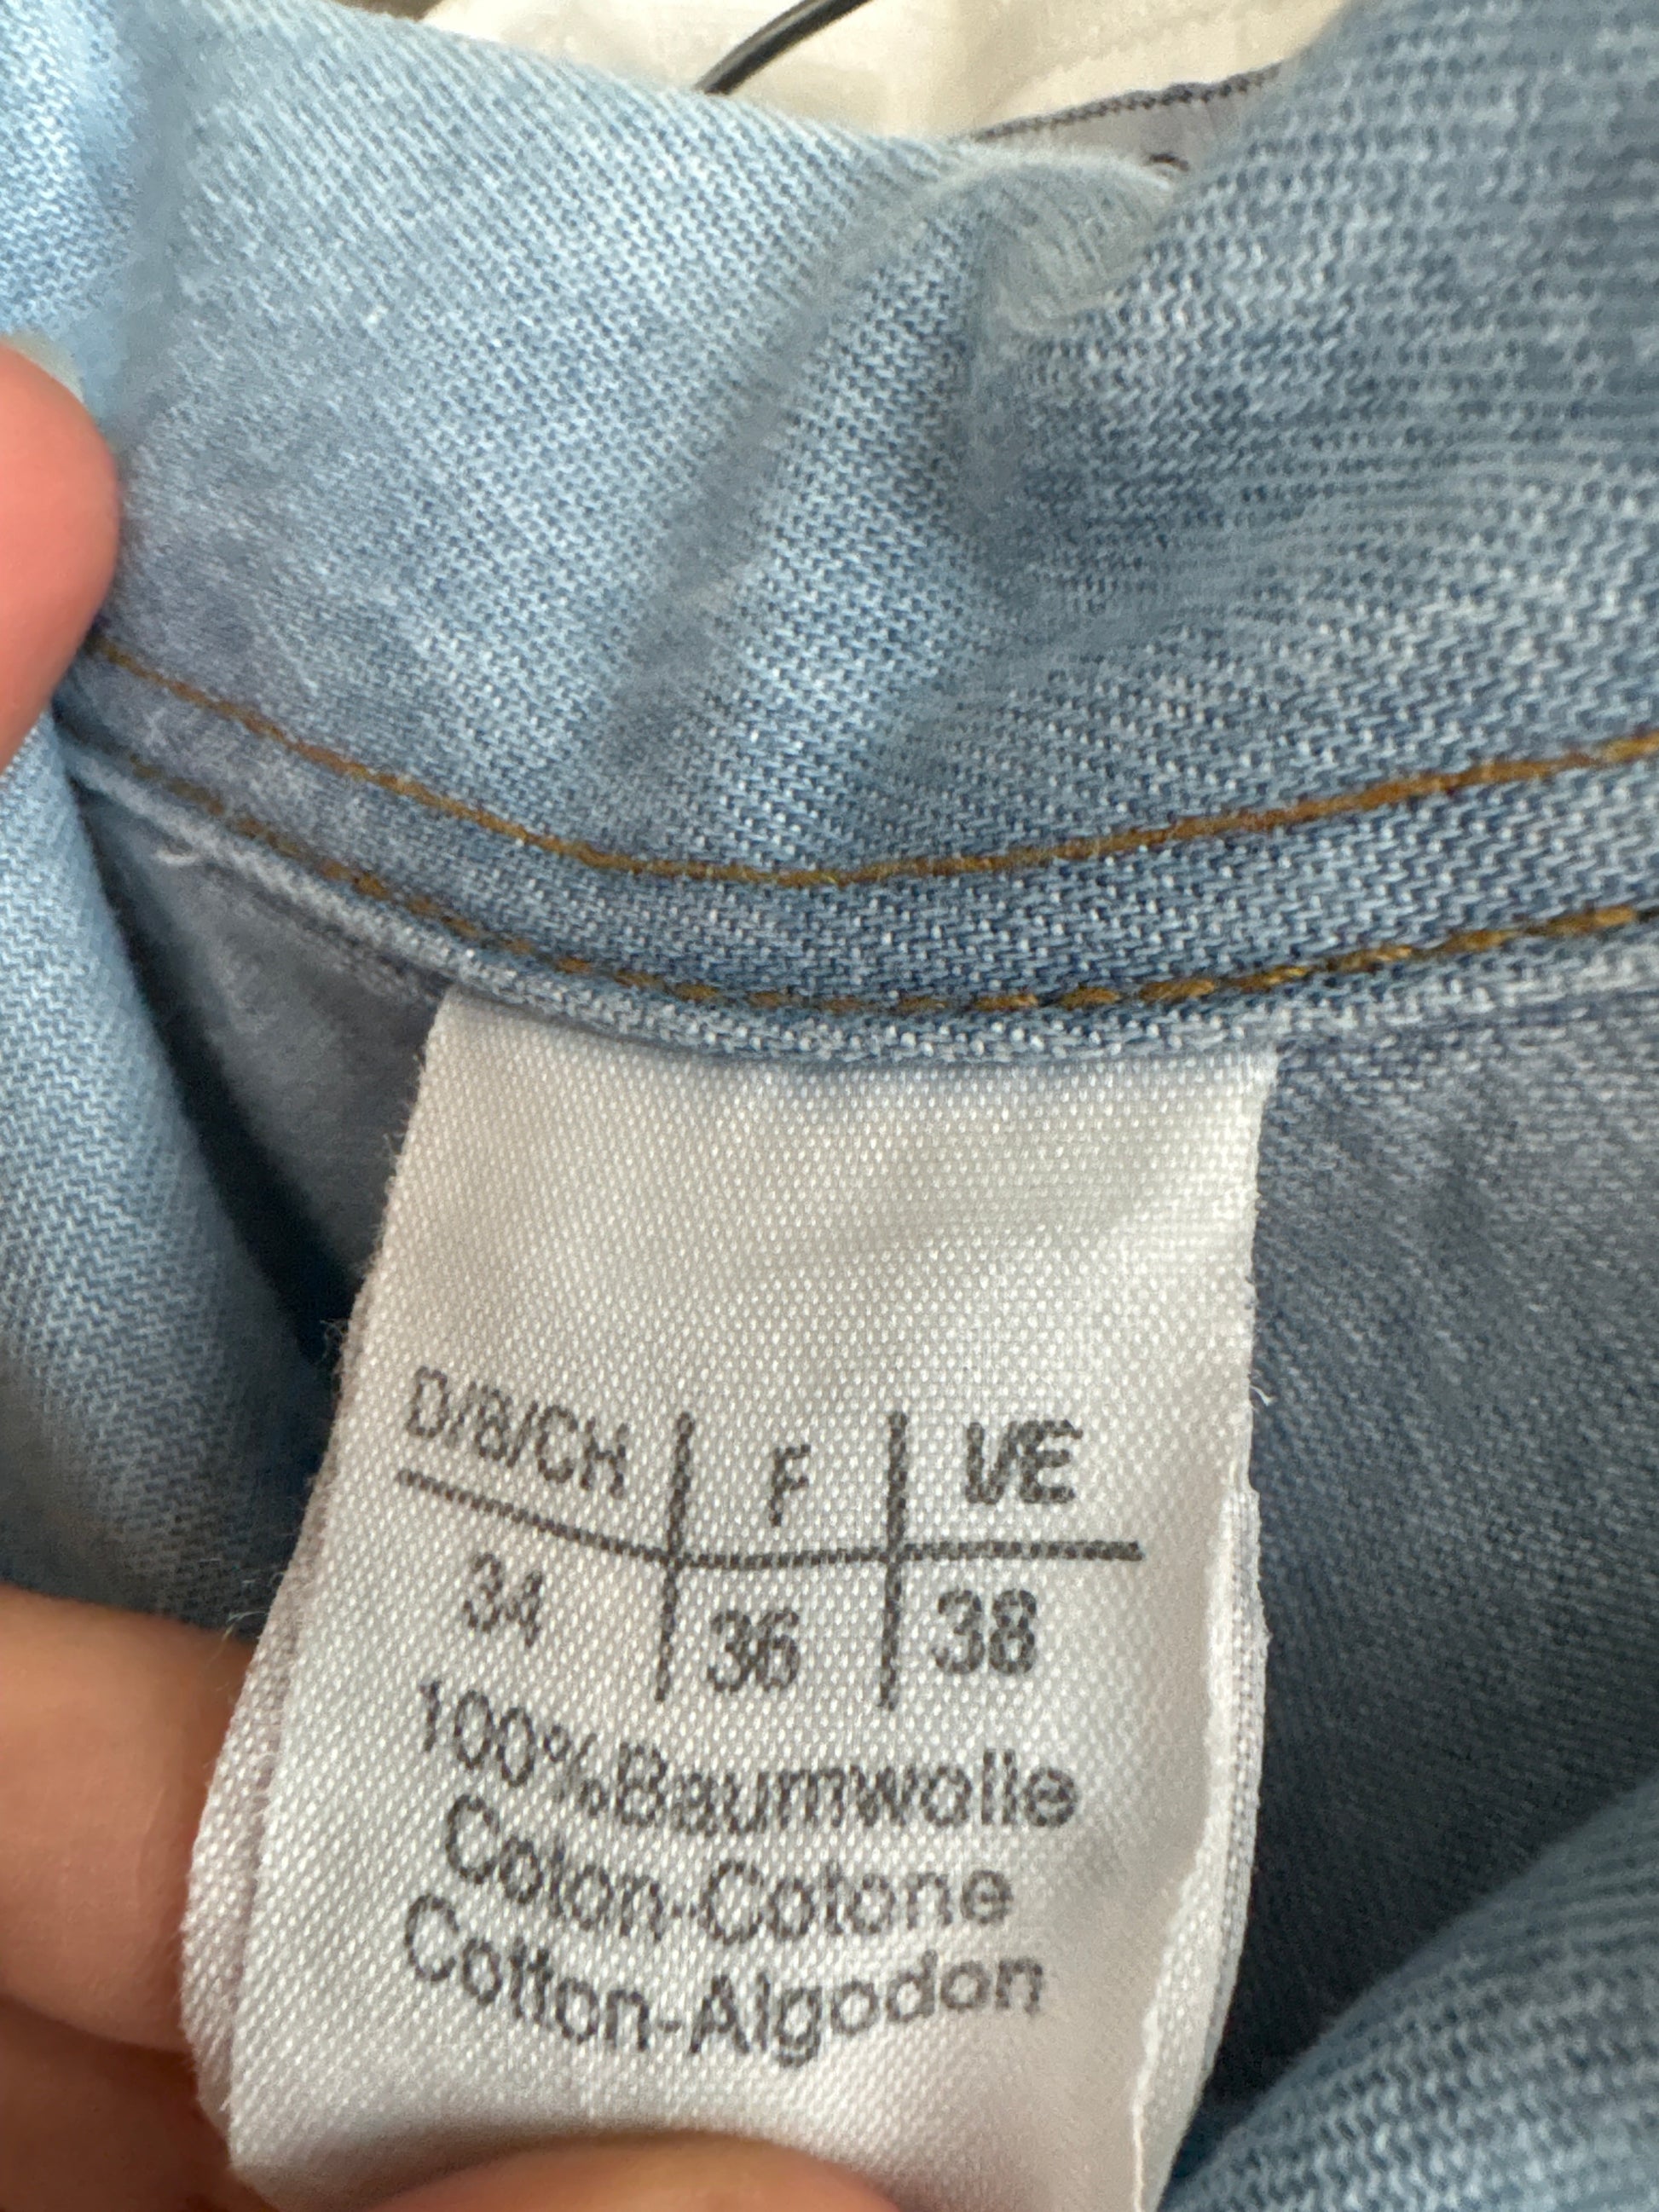 D/B/CH | F | I/E
34 | 36 | 38
100%Baumwolle
Coton-Cotone
Cotton-Algodon